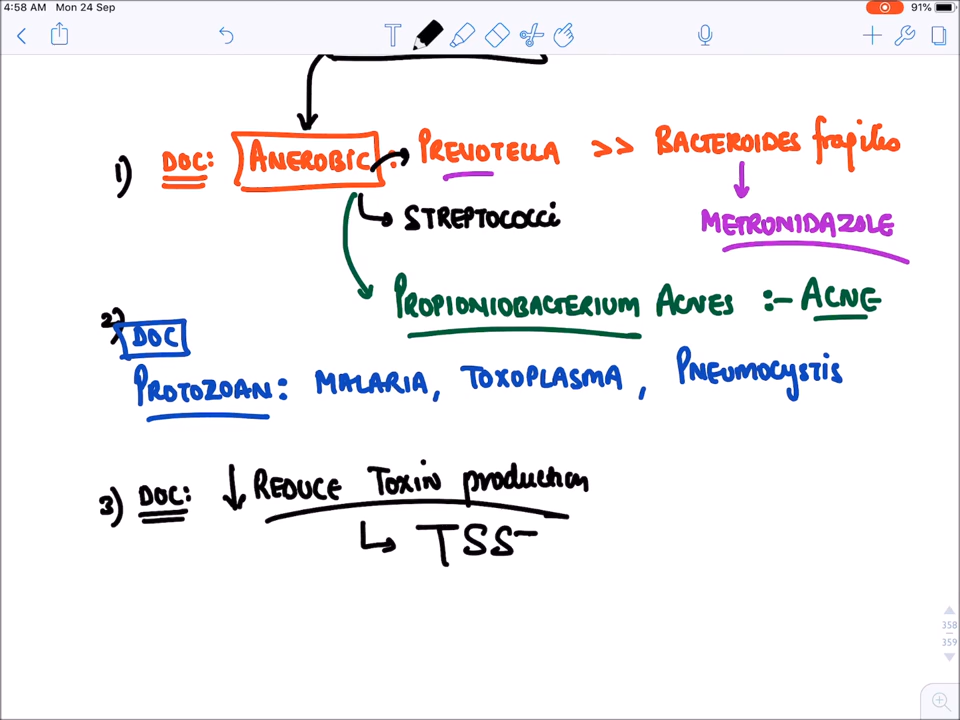 4:58 AM Mon 24 Sep 91%
T
1) DOC: ANEROBIC : PREVOTELLA >> BACTEROIDES fragiles
STREPTOCOCCi METRONIDAZOLE
PROPIONIOBACTERIUM ACNES :- ACNE
2) DOC
PROTOZOAN: MALARIA, TOXOPLASMA, PNEUMOCYSTIS
3) DOC: ↓ REDUCE TOXIN production
TSS
358
359